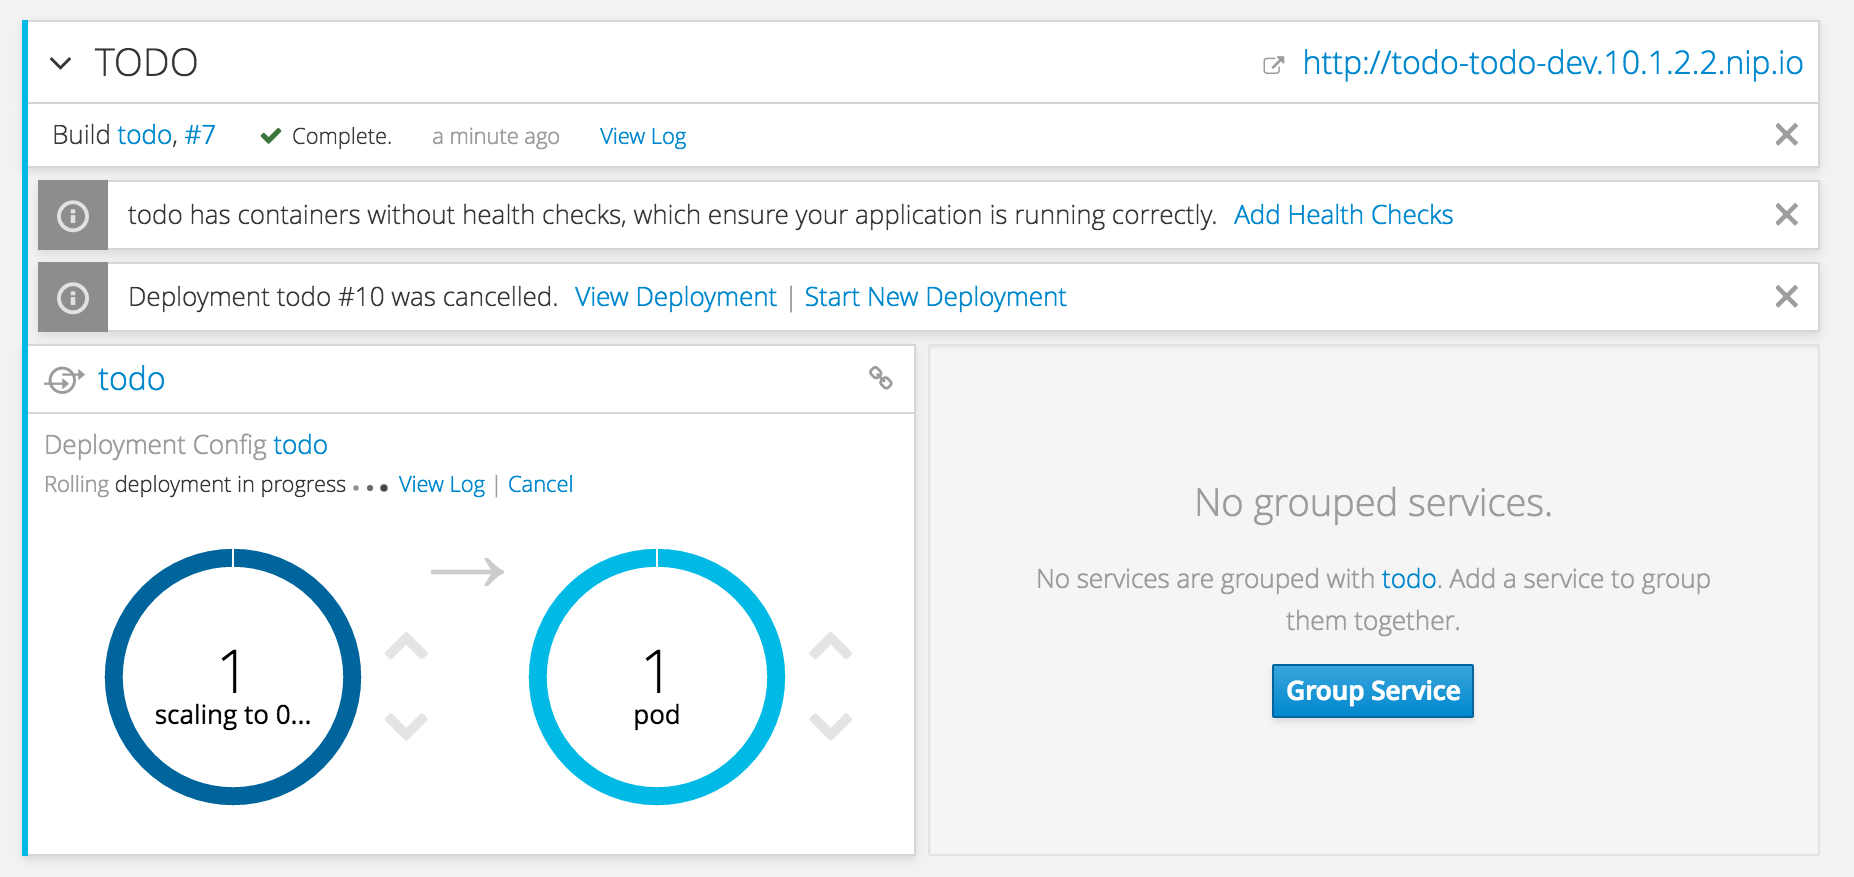 TODO
http://todo-todo-dev.10.1.2.2.nip.io
Build todo, #7 Complete. a minute ago View Log
todo has containers without health checks, which ensure your application is running correctly. Add Health Checks
Deployment todo #10 was cancelled. View Deployment | Start New Deployment
todo
Deployment Config todo
Rolling deployment in progress View Log | Cancel
1
scaling to 0...
1
pod
No grouped services.
No services are grouped with todo. Add a service to group
them together.
Group Service